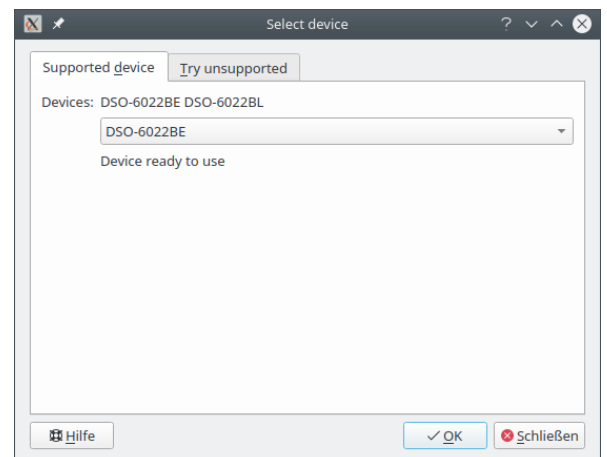 Select device
Supported device Try unsupported
Devices: DSO-6022BE DSO-6022BL
DSO-6022BE
Device ready to use
Hilfe OK Schließen